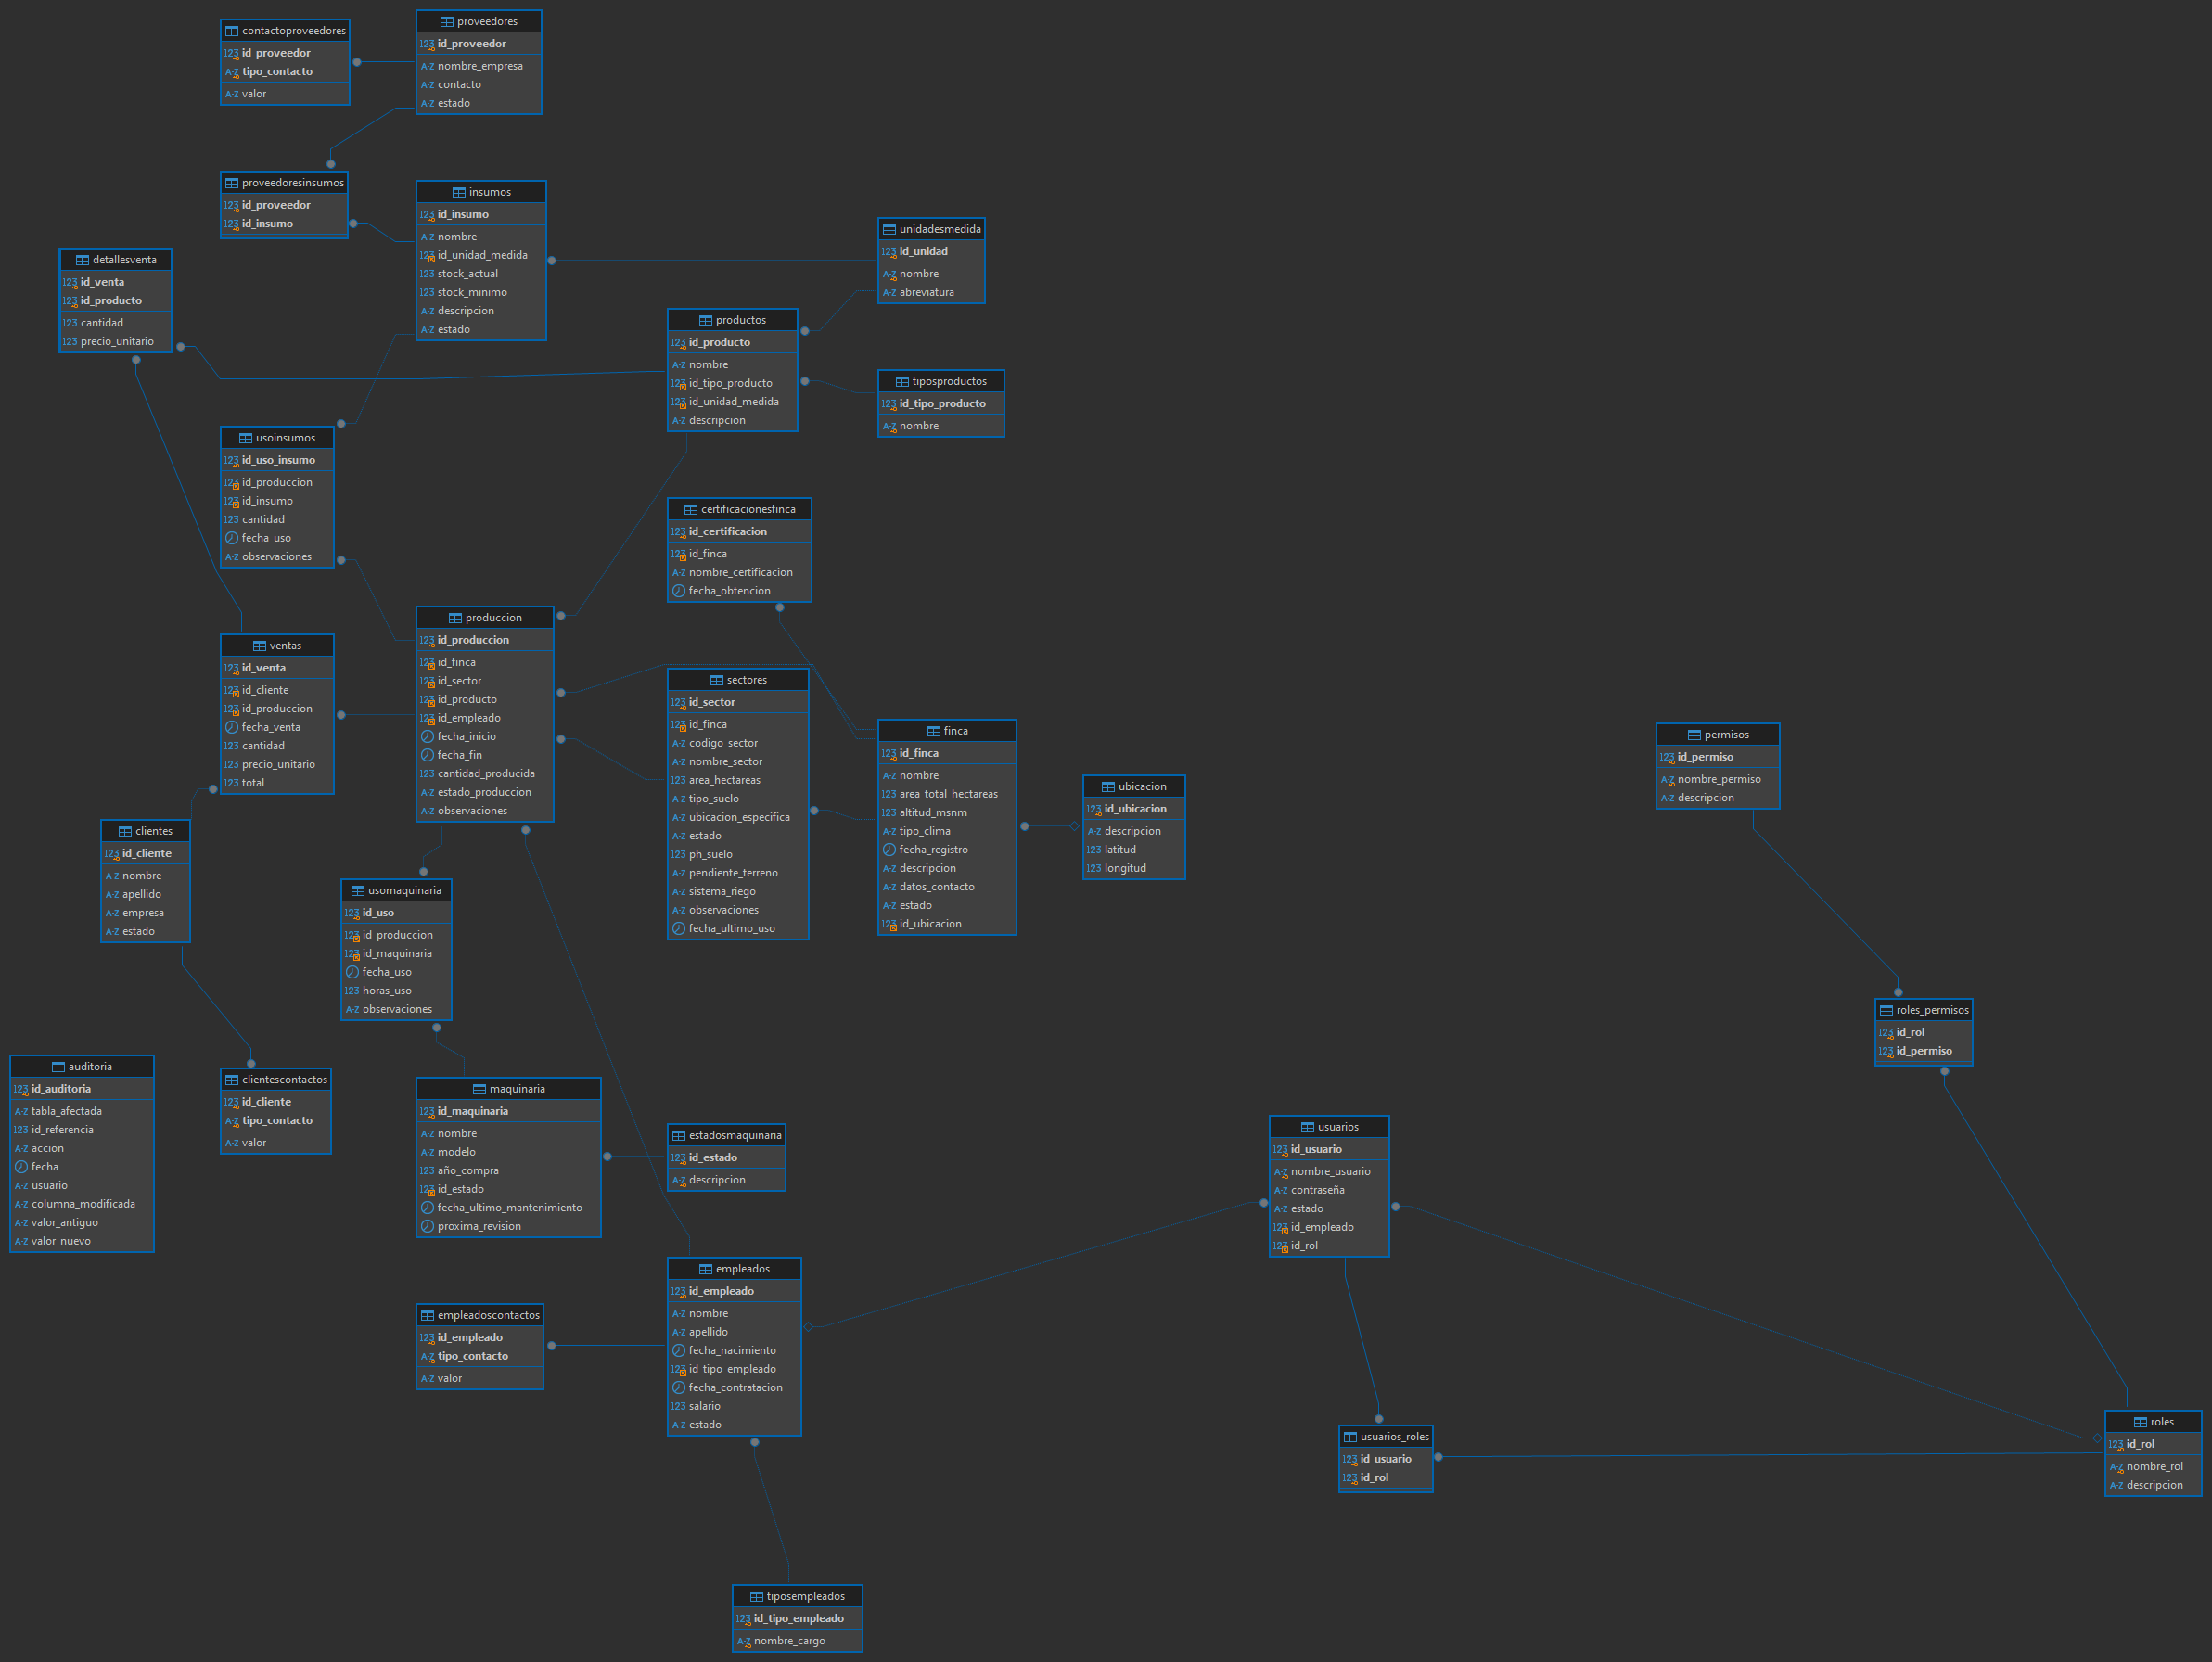 contactoproveedores
123 id_proveedor
A-Z tipo_contacto
A-Z valor
proveedores
123 id_proveedor
A-Z nombre_empresa
A-Z contacto
A-Z estado
proveedoresinsumos
123 id_proveedor
123 id_insumo
insumos
123 id_insumo
A-Z nombre
123 id_unidad_medida
123 stock_actual
123 stock_minimo
A-Z descripcion
A-Z estado
unidadesmedida
123 id_unidad
A-Z nombre
A-Z abreviatura
detallesventa
123 id_venta
123 id_producto
123 cantidad
123 precio_unitario
productos
123 id_producto
A-Z nombre
123 id_tipo_producto
123 id_unidad_medida
A-Z descripcion
tiposproductos
123 id_tipo_producto
A-Z nombre
usoinsumos
123 id_uso_insumo
123 id_produccion
123 id_insumo
123 cantidad
fecha_uso
A-Z observaciones
certificacionesfinca
123 id_certificacion
123 id_finca
A-Z nombre_certificacion
fecha_obtencion
ventas
123 id_venta
123 id_cliente
123 id_produccion
fecha_venta
123 cantidad
123 precio_unitario
123 total
produccion
123 id_produccion
123 id_finca
123 id_sector
123 id_producto
123 id_empleado
fecha_inicio
fecha_fin
123 cantidad_producida
A-Z estado_produccion
A-Z observaciones
sectores
123 id_sector
123 id_finca
A-Z codigo_sector
A-Z nombre_sector
123 area_hectareas
A-Z tipo_suelo
A-Z ubicacion_especifica
A-Z estado
123 ph_suelo
A-Z pendiente_terreno
A-Z sistema_riego
A-Z observaciones
fecha_ultimo_uso
finca
123 id_finca
A-Z nombre
123 area_total_hectareas
123 altitud_msnm
A-Z tipo_clima
fecha_registro
A-Z descripcion
A-Z datos_contacto
A-Z estado
123 id_ubicacion
ubicacion
123 id_ubicacion
A-Z descripcion
123 latitud
123 longitud
permisos
123 id_permiso
A-Z nombre_permiso
A-Z descripcion
clientes
123 id_cliente
A-Z nombre
A-Z apellido
A-Z empresa
A-Z estado
usomaquinaria
123 id_uso
123 id_produccion
123 id_maquinaria
fecha_uso
123 horas_uso
A-Z observaciones
roles_permisos
123 id_rol
123 id_permiso
auditoria
123 id_auditoria
A-Z tabla_afectada
123 id_referencia
A-Z accion
fecha
A-Z usuario
A-Z columna_modificada
A-Z valor_antiguo
A-Z valor_nuevo
clientescontactos
123 id_cliente
A-Z tipo_contacto
A-Z valor
maquinaria
123 id_maquinaria
A-Z nombre
A-Z modelo
123 año_compra
123 id_estado
fecha_ultimo_mantenimiento
proxima_revision
estadosmaquinaria
123 id_estado
A-Z descripcion
usuarios
123 id_usuario
A-Z nombre_usuario
A-Z contraseña
A-Z estado
123 id_empleado
123 id_rol
empleados
123 id_empleado
A-Z nombre
A-Z apellido
fecha_nacimiento
123 id_tipo_empleado
fecha_contratacion
123 salario
A-Z estado
empleadoscontactos
123 id_empleado
A-Z tipo_contacto
A-Z valor
usuarios_roles
123 id_usuario
123 id_rol
roles
123 id_rol
A-Z nombre_rol
A-Z descripcion
tiposempleados
123 id_tipo_empleado
A-Z nombre_cargo